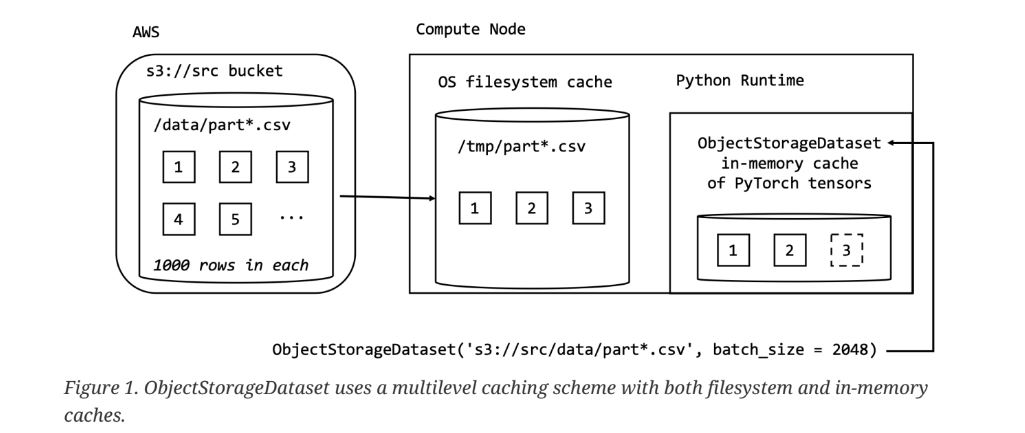 AWS
s3://src bucket
/data/part*.csv
1 2 3
4 5 ...
1000 rows in each
Compute Node
OS filesystem cache
/tmp/part*.csv
1 2 3
Python Runtime
ObjectStorageDataset
in-memory cache
of PyTorch tensors
1 2 3
ObjectStorageDataset('s3://src/data/part*.csv', batch_size = 2048)
Figure 1. ObjectStorageDataset uses a multilevel caching scheme with both filesystem and in-memory
caches.